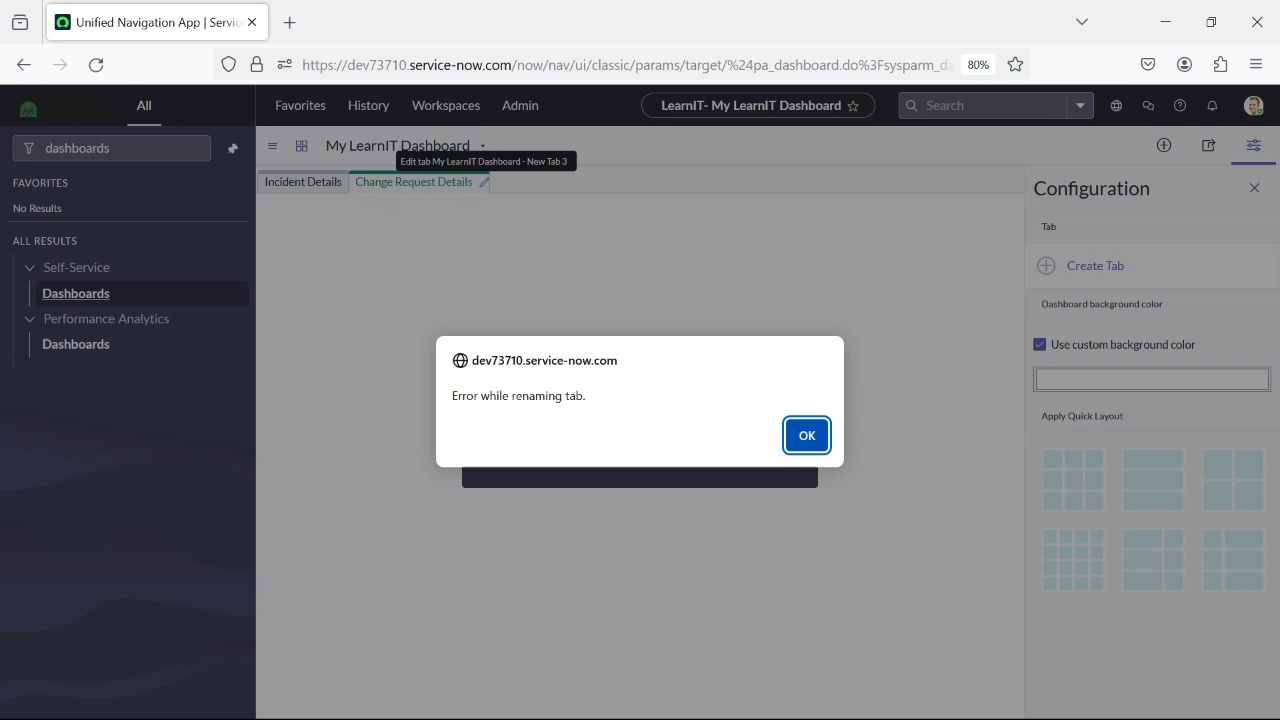 Unified Navigation App | Servic
https://dev73710.service-now.com/now/nav/ui/classic/params/target/%24pa_dashboard.do%3Fsysparm_da
80%
All
Favorites
History
Workspaces
Admin
LearnIT- My LearnIT Dashboard
Search
dashboards
My LearnIT Dashboard
Edit tab My LearnIT Dashboard - New Tab 3
FAVORITES
No Results
ALL RESULTS
Self-Service
Dashboards
Performance Analytics
Dashboards
Incident Details
Change Request Details
dev73710.service-now.com
Error while renaming tab.
OK
Configuration
Tab
Create Tab
Dashboard background color
Use custom background color
Apply Quick Layout